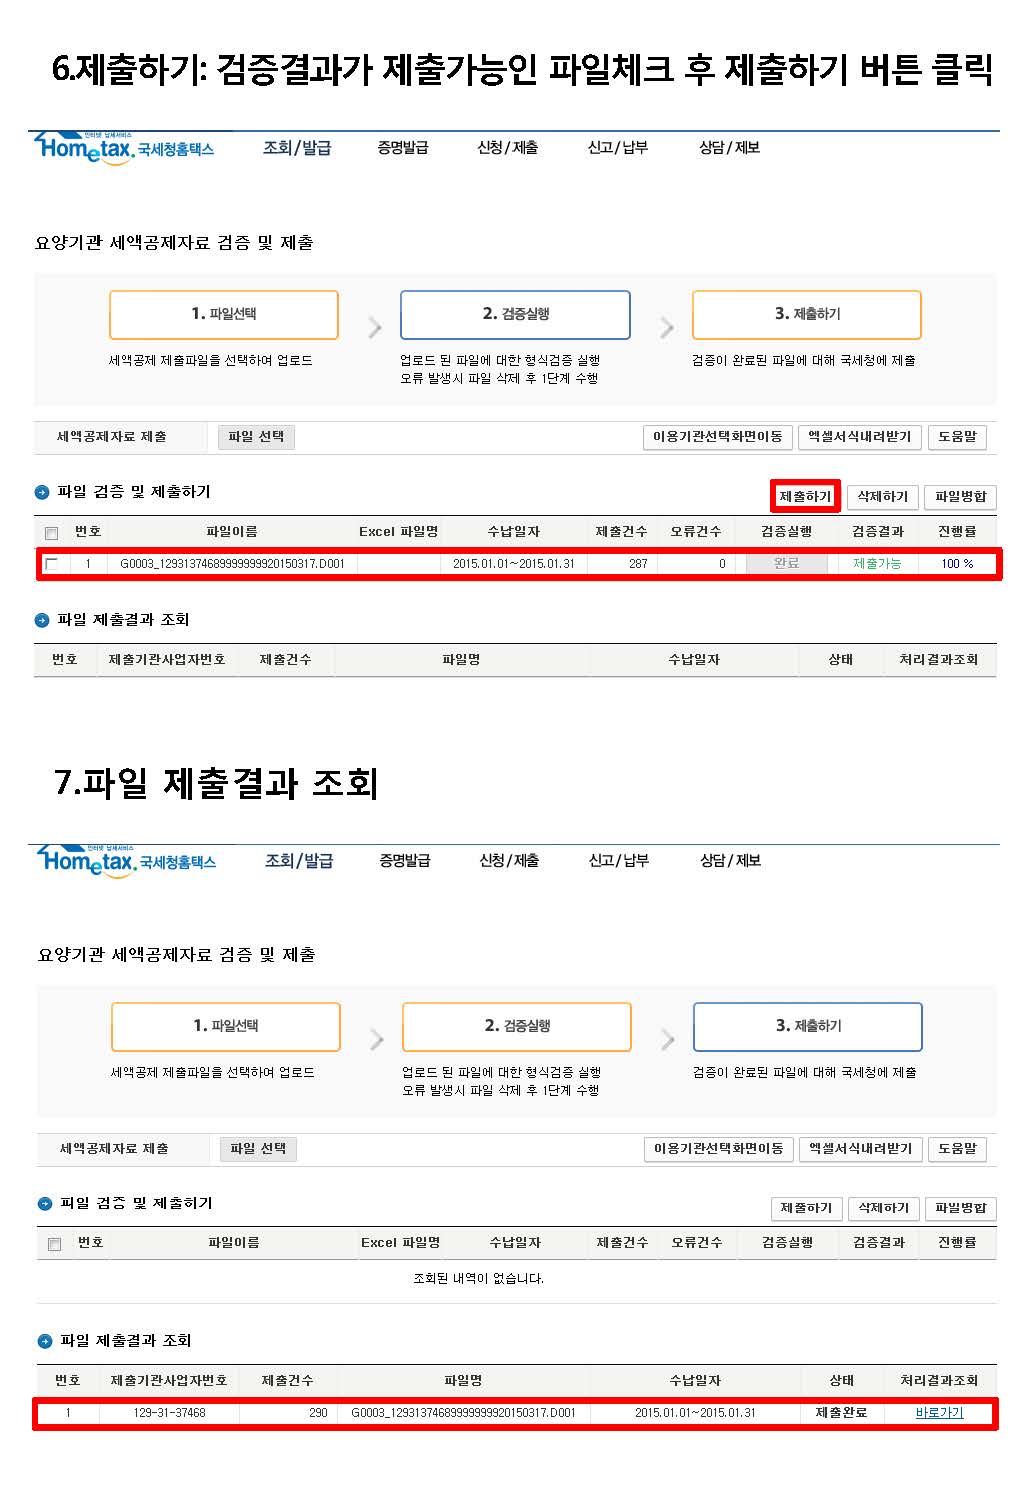 6.제출하기: 검증결과가 제출가능인 파일체크 후 제출하기 버튼 클릭
인터넷 납세서비스
Hometax. 국세청홈택스 조회/발급 증명발급 신청/제출 신고/납부 상담/제보
요양기관 세액공제자료 검증 및 제출
1. 파일선택 2. 검증실행 3. 제출하기
세액공제 제출파일을 선택하여 업로드 업로드 된 파일에 대한 형식검증 실행 검증이 완료된 파일에 대해 국세청에 제출
오류 발생시 파일 삭제 후 1단계 수행
세액공제자료 제출 파일 선택 이용기관선택화면이동 엑셀서식내려받기 도움말
파일 검증 및 제출하기 제출하기 삭제하기 파일병합
번호 파일이름 Excel 파일명 수납일자 제출건수 오류건수 검증실행 검증결과 진행률
1 G0003_12931374689999999920150317.D001 2015.01.01~2015.01.31 287 0 완료 제출가능 100 %
파일 제출결과 조회
번호 제출기관사업자번호 제출건수 파일명 수납일자 상태 처리결과조회
7.파일 제출결과 조회
인터넷 납세서비스
Hometax. 국세청홈택스 조회/발급 증명발급 신청/제출 신고/납부 상담/제보
요양기관 세액공제자료 검증 및 제출
1. 파일선택 2. 검증실행 3. 제출하기
세액공제 제출파일을 선택하여 업로드 업로드 된 파일에 대한 형식검증 실행 검증이 완료된 파일에 대해 국세청에 제출
오류 발생시 파일 삭제 후 1단계 수행
세액공제자료 제출 파일 선택 이용기관선택화면이동 엑셀서식내려받기 도움말
파일 검증 및 제출하기 제출하기 삭제하기 파일병합
번호 파일이름 Excel 파일명 수납일자 제출건수 오류건수 검증실행 검증결과 진행률
조회된 내역이 없습니다.
파일 제출결과 조회
번호 제출기관사업자번호 제출건수 파일명 수납일자 상태 처리결과조회
1 129-31-37468 290 G0003_12931374689999999920150317.D001 2015.01.01~2015.01.31 제출완료 바로가기